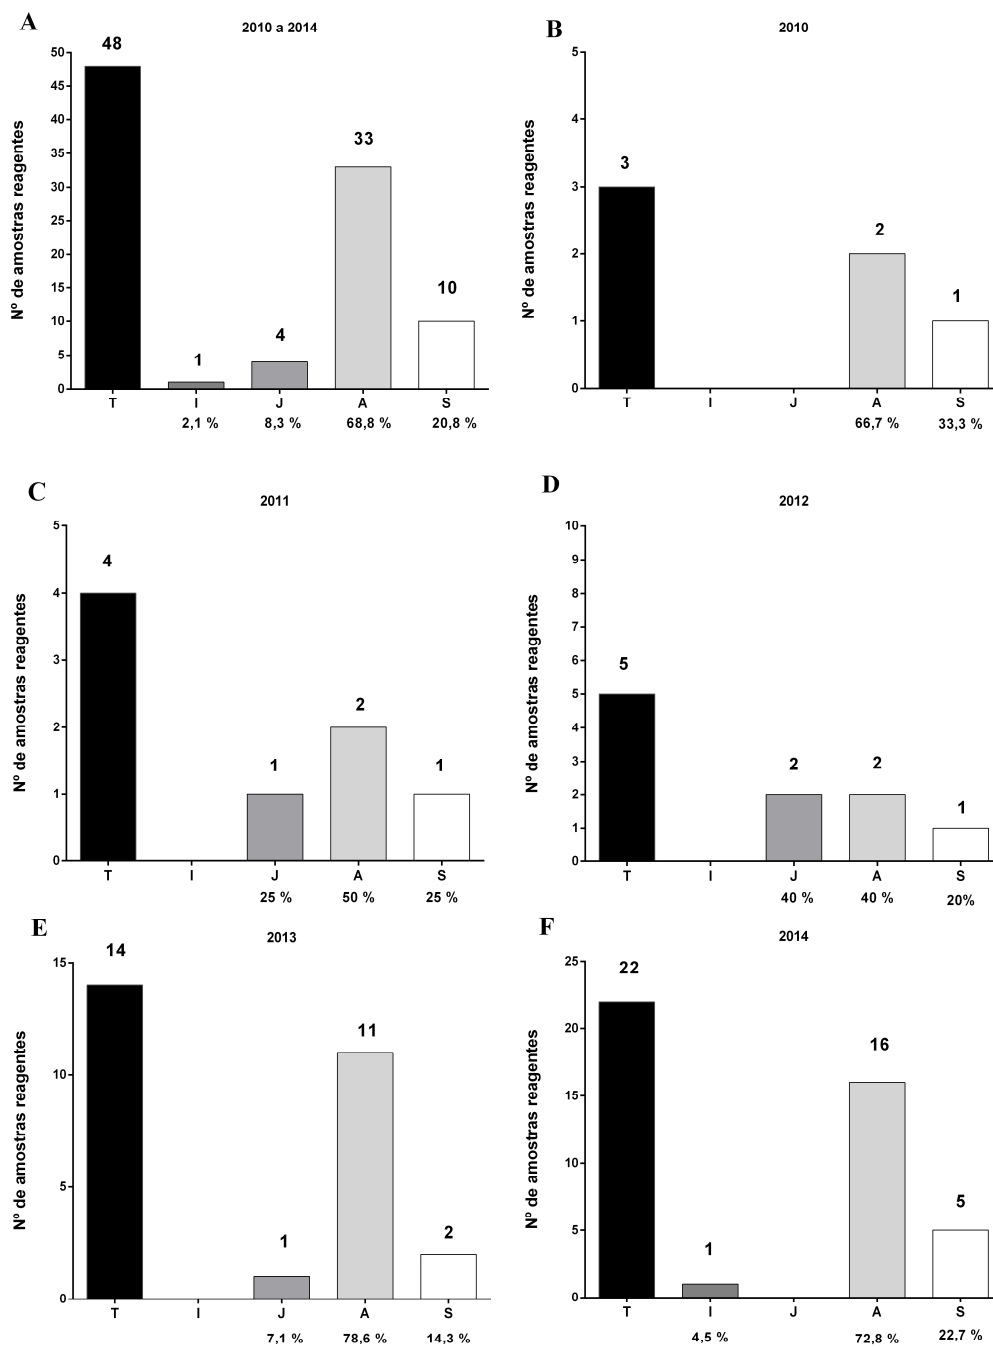 A
2010 a 2014
Nº de amostras reagentes
50
45
40
35
30
25
20
15
10
5
0
48
1
4
33
10
T I J A S
2,1 % 8,3 % 68,8 % 20,8 %
B
2010
Nº de amostras reagentes
5
4
3
2
1
0
3
2
1
T I J A S
66,7 % 33,3 %
C
2011
Nº de amostras reagentes
5
4
3
2
1
0
4
1
2
1
T I J A S
25 % 50 % 25 %
D
2012
Nº de amostras reagentes
10
9
8
7
6
5
4
3
2
1
0
5
2
2
1
T I J A S
40 % 40 % 20%
E
2013
Nº de amostras reagentes
15
10
5
0
14
1
11
2
T I J A S
7,1 % 78,6 % 14,3 %
F
2014
Nº de amostras reagentes
25
20
15
10
5
0
22
1
16
5
T I J A S
4,5 % 72,8 % 22,7 %